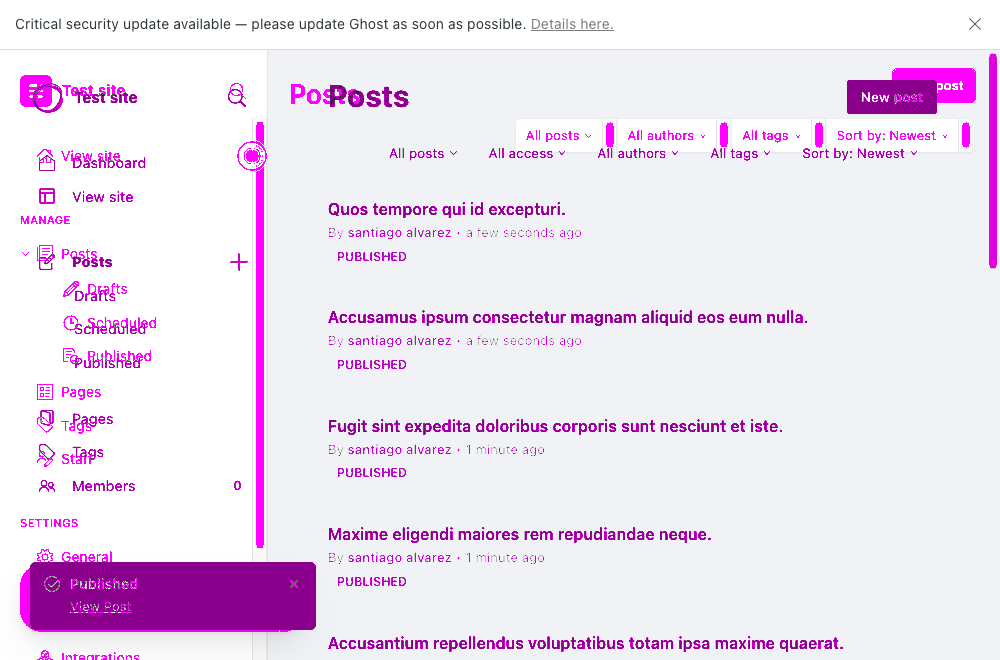 Critical security update available — please update Ghost as soon as possible. Details here.
Test site
Test site
View site
Dashboard
View site
MANAGE
Posts
Posts
Drafts
Drafts
Scheduled
Scheduled
Published
Published
Pages
Pages
Tags
Tags
Staff
Members 0
SETTINGS
General
Published
View Post
Integrations
Posts
Posts
New post
post
All posts All authors All tags Sort by: Newest
All posts All access All authors All tags Sort by: Newest
Quos tempore qui id excepturi.
By santiago alvarez · a few seconds ago
PUBLISHED
Accusamus ipsum consectetur magnam aliquid eos eum nulla.
By santiago alvarez · a few seconds ago
PUBLISHED
Fugit sint expedita doloribus corporis sunt nesciunt et iste.
By santiago alvarez · 1 minute ago
PUBLISHED
Maxime eligendi maiores rem repudiandae neque.
By santiago alvarez · 1 minute ago
PUBLISHED
Accusantium repellendus voluptatibus totam ipsa maxime quaerat.